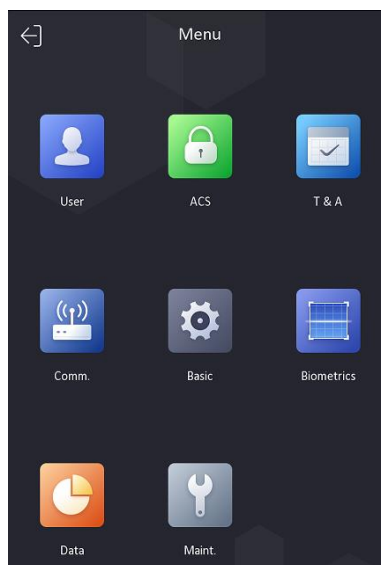 Menu
User
ACS
T & A
Comm.
Basic
Biometrics
Data
Maint.